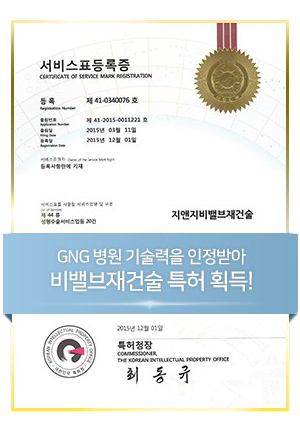 서비스표등록증
CERTIFICATE OF SERVICE MARK REGISTRATION
등록 제 41-0340076 호
Registration Number
출원번호 제 41-2015-0011221 호
Application Number
출원일 2015년 03월 11일
Filing Date
등록일 2015년 12월 01일
Registration Date
서비스표권자 Owner of the Service Mark Right
등록사항란에 기재
서비스표를 사용할 서비스업명 및 구분
List of Services
제 44 류
성형수술서비스업등 20건
지앤지비밸브재건술
GNG 병원 기술력을 인정받아
비밸브재건술 특허 획득!
2015년 12월 01일
특허청장
COMMISSIONER,
THE KOREAN INTELLECTUAL PROPERTY OFFICE
최동규
KOREAN INTELLECTUAL PROPERTY OFFICE